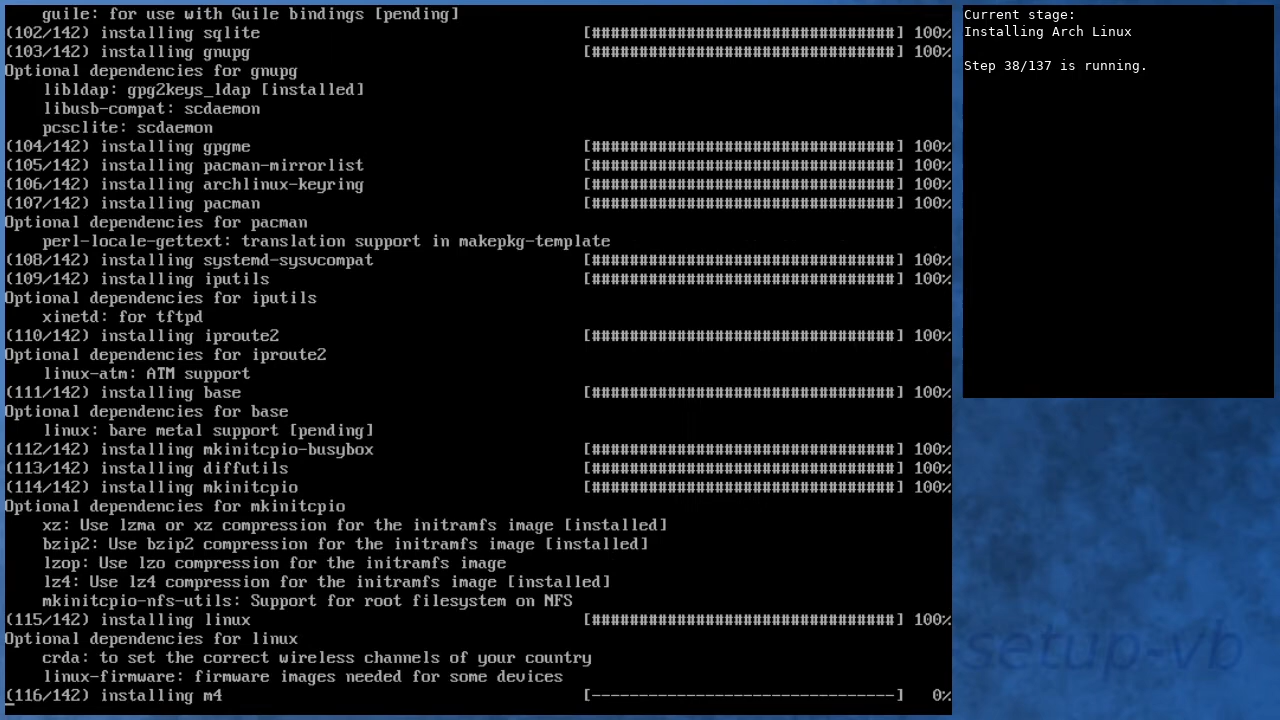 guile: for use with Guile bindings [pending]
(102/142) installing sqlite [################################] 100%
(103/142) installing gnupg [################################] 100%
Optional dependencies for gnupg
libldap: gpg2keys_ldap [installed]
libusb-compat: scdaemon
pcsclite: scdaemon
(104/142) installing gpgme [################################] 100%
(105/142) installing pacman-mirrorlist [################################] 100%
(106/142) installing archlinux-keyring [################################] 100%
(107/142) installing pacman [################################] 100%
Optional dependencies for pacman
perl-locale-gettext: translation support in makepkg-template
(108/142) installing systemd-sysvcompat [################################] 100%
(109/142) installing iputils [################################] 100%
Optional dependencies for iputils
xinetd: for tftpd
(110/142) installing iproute2 [################################] 100%
Optional dependencies for iproute2
linux-atm: ATM support
(111/142) installing base [################################] 100%
Optional dependencies for base
linux: bare metal support [pending]
(112/142) installing mkinitcpio-busybox [################################] 100%
(113/142) installing diffutils [################################] 100%
(114/142) installing mkinitcpio [################################] 100%
Optional dependencies for mkinitcpio
xz: Use lzma or xz compression for the initramfs image [installed]
bzip2: Use bzip2 compression for the initramfs image [installed]
lzop: Use lzo compression for the initramfs image
lz4: Use lz4 compression for the initramfs image [installed]
mkinitcpio-nfs-utils: Support for root filesystem on NFS
(115/142) installing linux [################################] 100%
Optional dependencies for linux
crda: to set the correct wireless channels of your country
linux-firmware: firmware images needed for some devices
(116/142) installing m4 [--------------------------------] 0%
Current stage:
Installing Arch Linux
Step 38/137 is running.
setup-vb